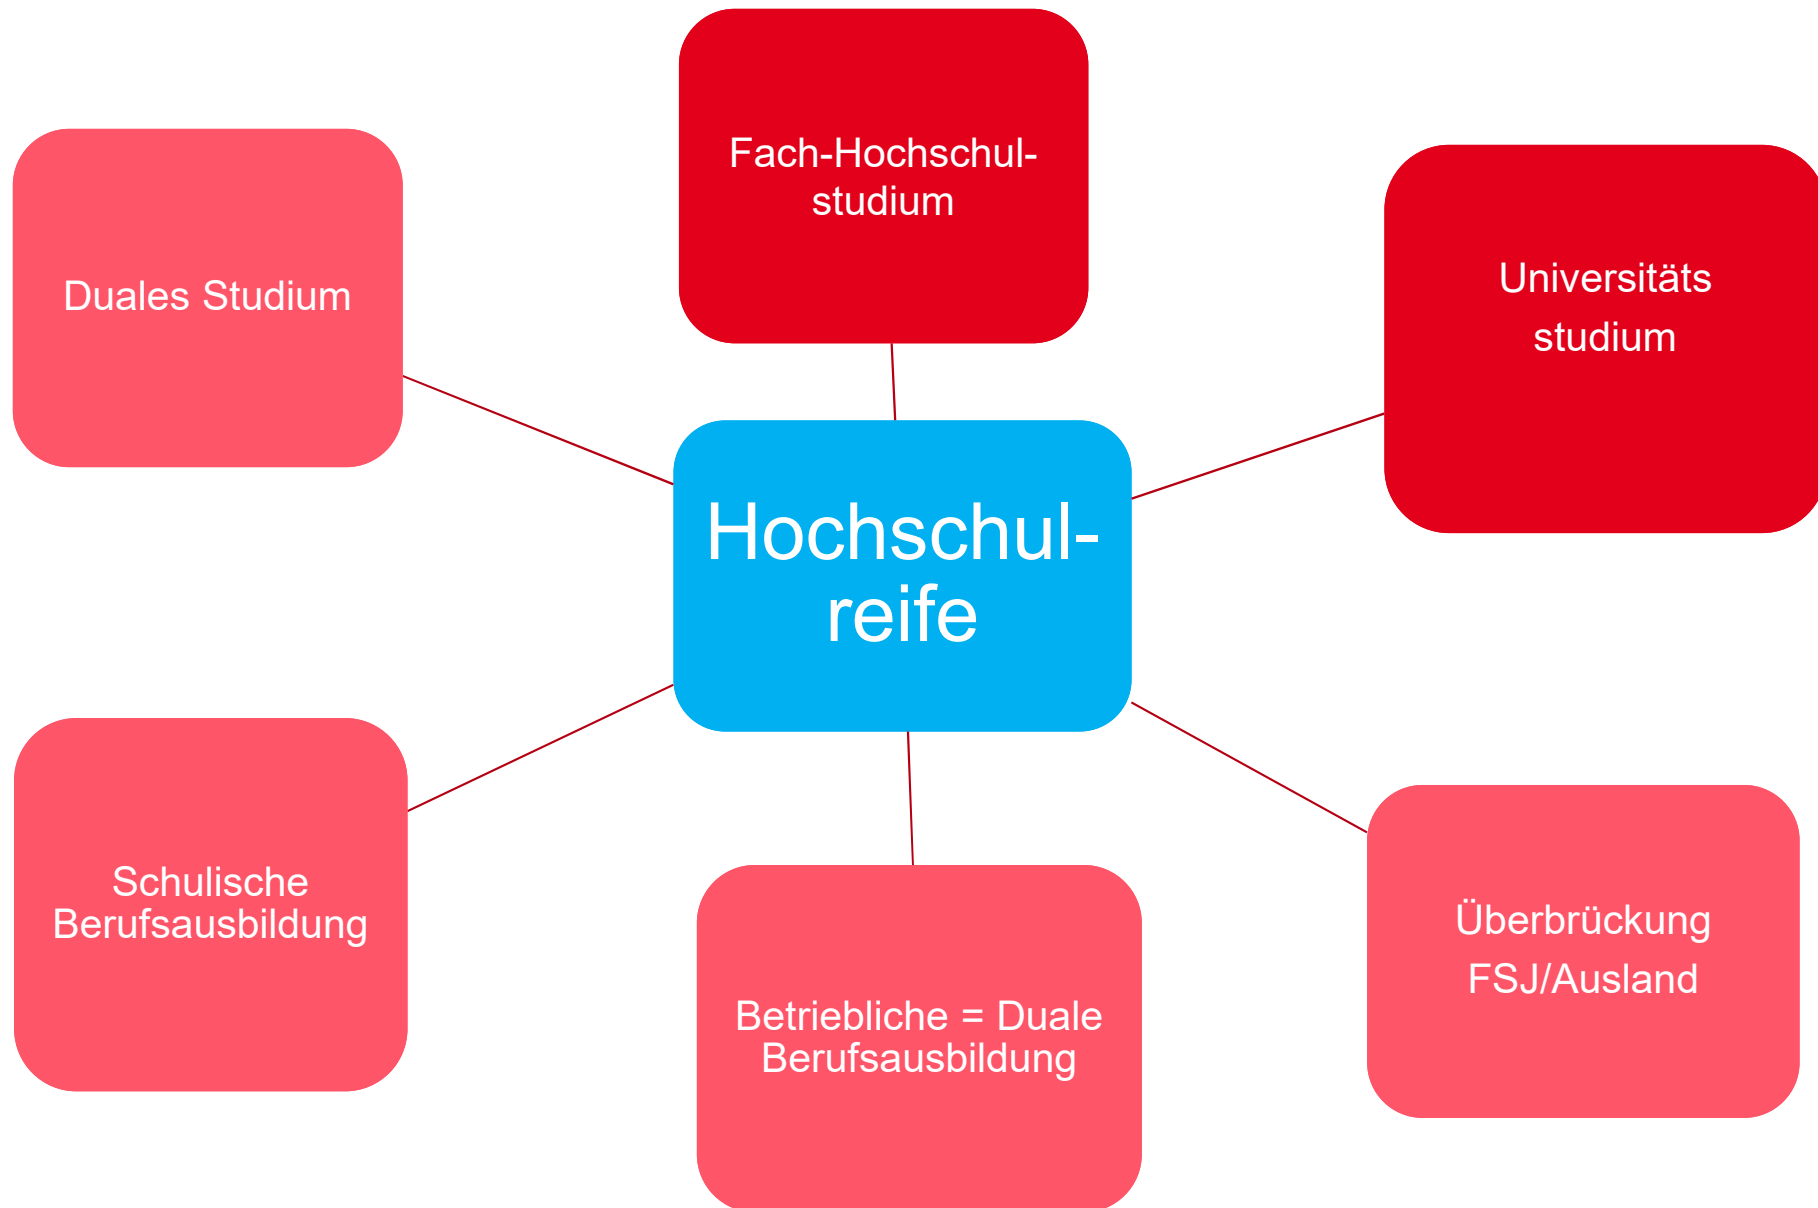 Fach-Hochschul-
studium
Duales Studium
Universitäts
studium
Hochschul-
reife
Schulische
Berufsausbildung
Betriebliche = Duale
Berufsausbildung
Überbrückung
FSJ/Ausland